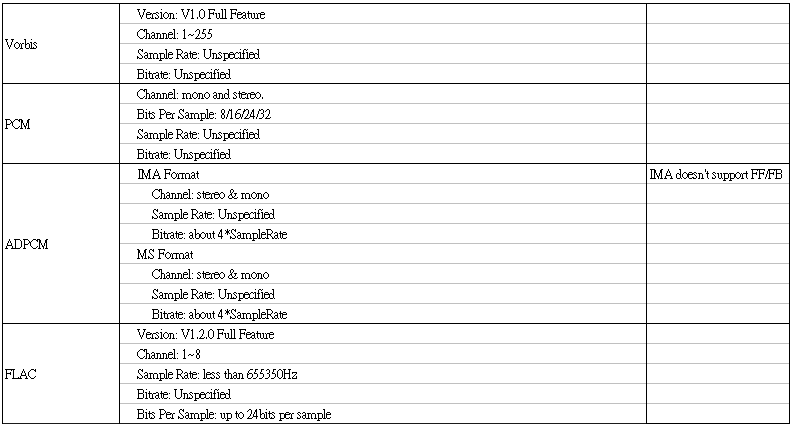 Vorbis
Version: V1.0 Full Feature
Channel: 1~255
Sample Rate: Unspecified
Bitrate: Unspecified
PCM
Channel: mono and stereo.
Bits Per Sample: 8/16/24/32
Sample Rate: Unspecified
Bitrate: Unspecified
ADPCM
IMA Format
IMA doesn't support FF/FB
Channel: stereo & mono
Sample Rate: Unspecified
Bitrate: about 4*SampleRate
MS Format
Channel: stereo & mono
Sample Rate: Unspecified
Bitrate: about 4*SampleRate
FLAC
Version: V1.2.0 Full Feature
Channel: 1~8
Sample Rate: less than 655350Hz
Bitrate: Unspecified
Bits Per Sample: up to 24bits per sample